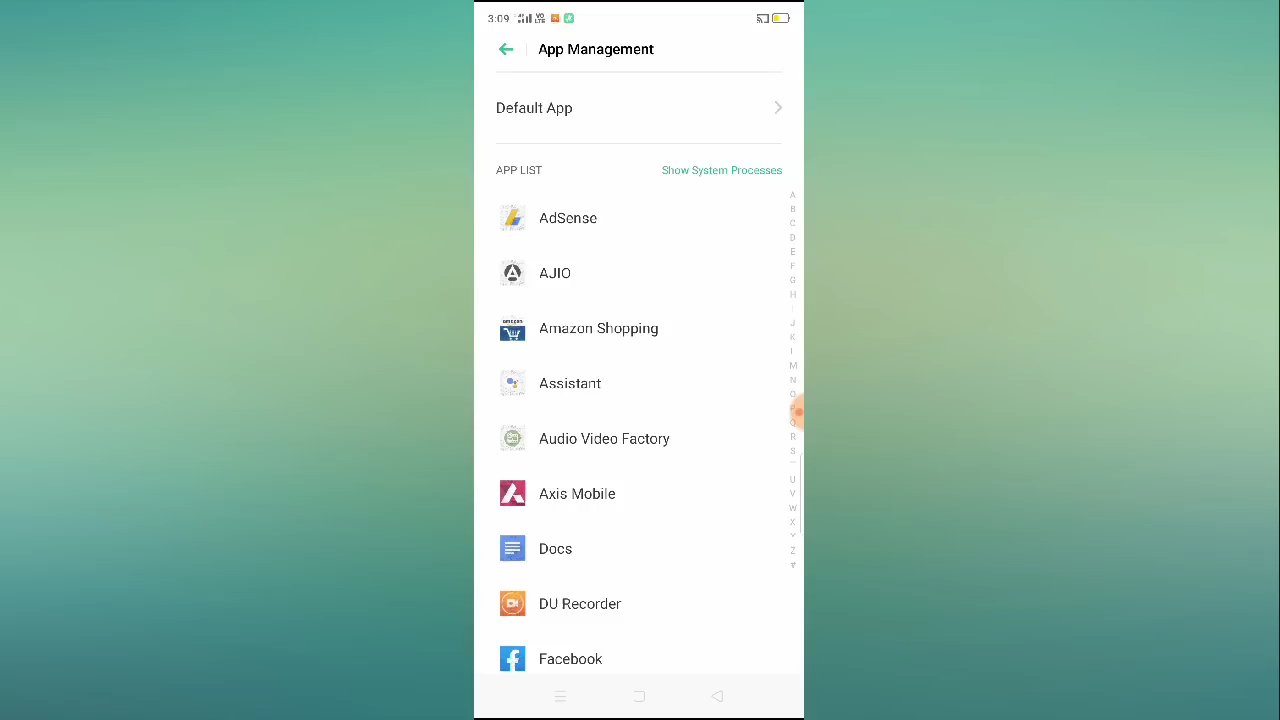 3:09
App Management
Default App
APP LIST Show System Processes
AdSense
AJIO
Amazon Shopping
Assistant
Audio Video Factory
Axis Mobile
Docs
DU Recorder
Facebook
A
B
C
D
E
F
G
H
I
J
K
L
M
N
O
P
Q
R
S
U
V
W
X
Y
Z
#